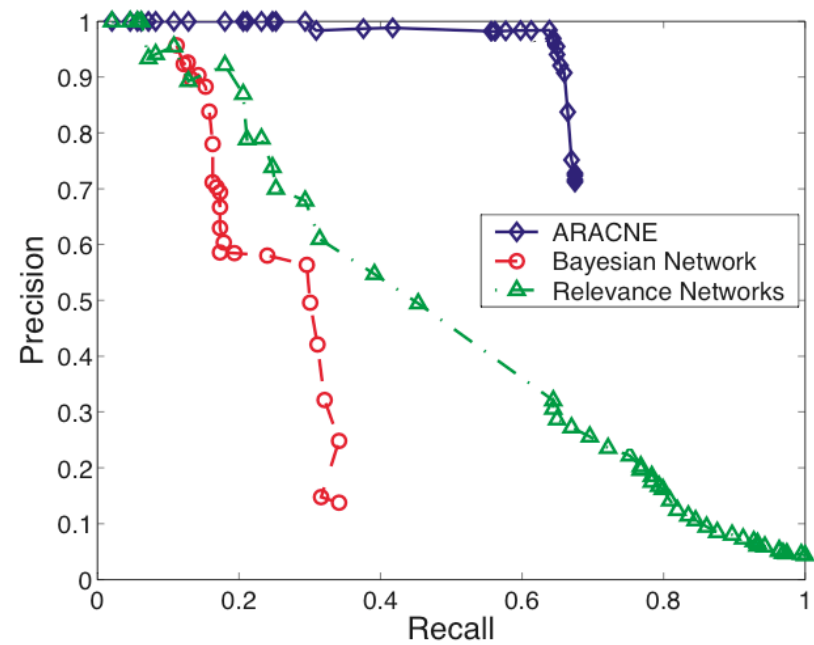 1
0.9
0.8
0.7
0.6
0.5
0.4
0.3
0.2
0.1
0
Precision
ARACNE
Bayesian Network
Relevance Networks
0 0.2 0.4 0.6 0.8 1
Recall